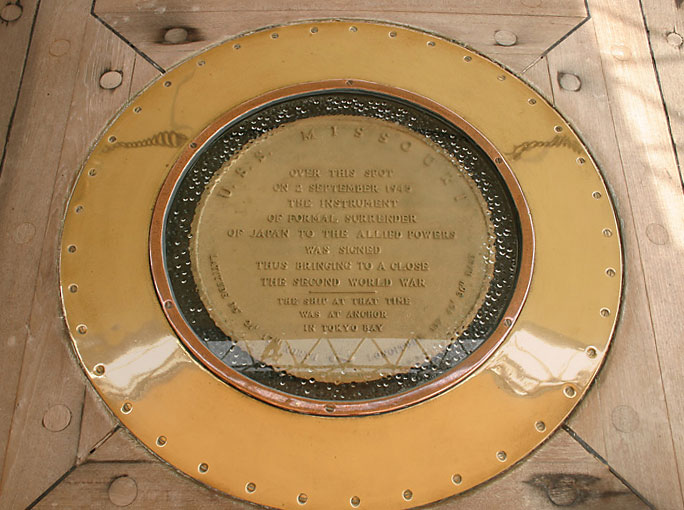 U.S.S. MISSOURI
OVER THIS SPOT
ON 2 SEPTEMBER 1945
THE INSTRUMENT
OF FORMAL SURRENDER
OF JAPAN TO THE ALLIED POWERS
WAS SIGNED
THUS BRINGING TO A CLOSE
THE SECOND WORLD WAR
THE SHIP AT THAT TIME
WAS AT ANCHOR
IN TOKYO BAY
LATITUDE